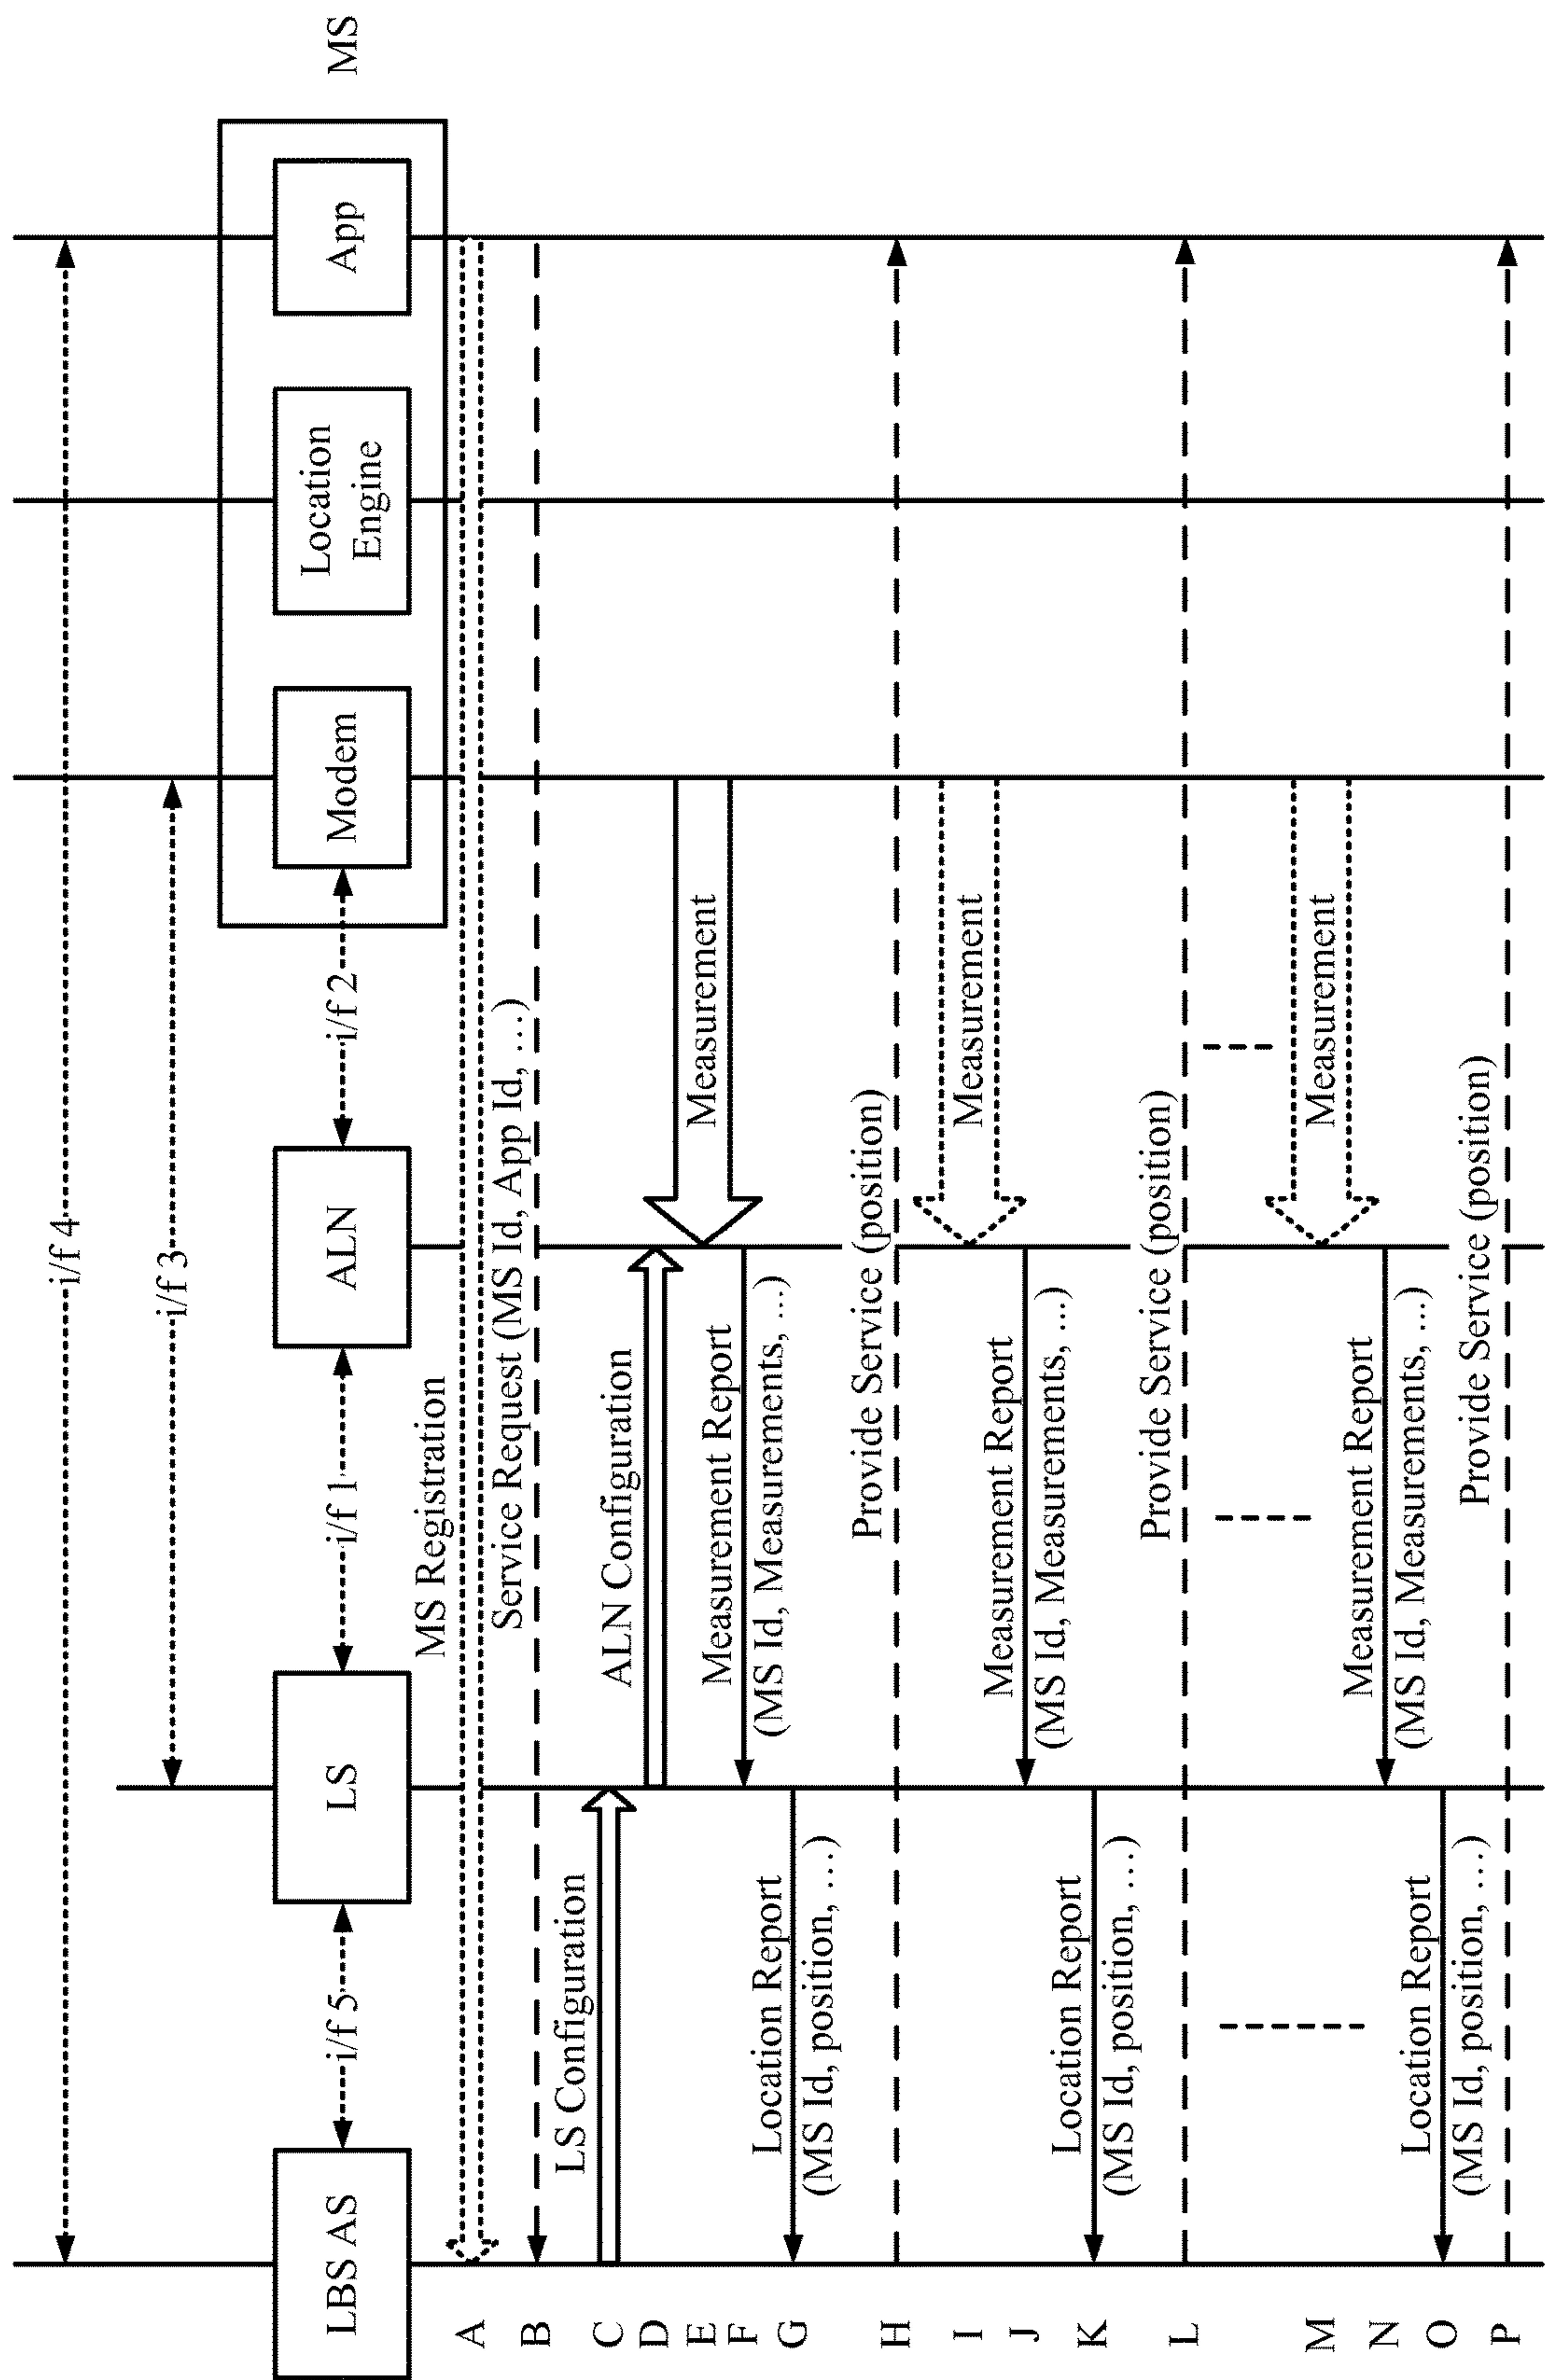 i/f 4
i/f 3
LBS AS
i/f 5
LS
i/f 1
ALN
i/f 2
Modem
Location
Engine
App
MS
MS Registration
A
Service Request (MS Id, App Id, …)
B
LS Configuration
C
ALN Configuration
D
Measurement
E
Measurement Report
(MS Id, Measurements, ...)
F
Location Report
(MS Id, position, …)
G
Provide Service (position)
H
Measurement
I
Measurement Report
(MS Id, Measurements, ...)
J
Location Report
(MS Id, position, …)
K
Provide Service (position)
L
Measurement
M
Measurement Report
(MS Id, Measurements, ...)
N
Location Report
(MS Id, position, …)
O
Provide Service (position)
P